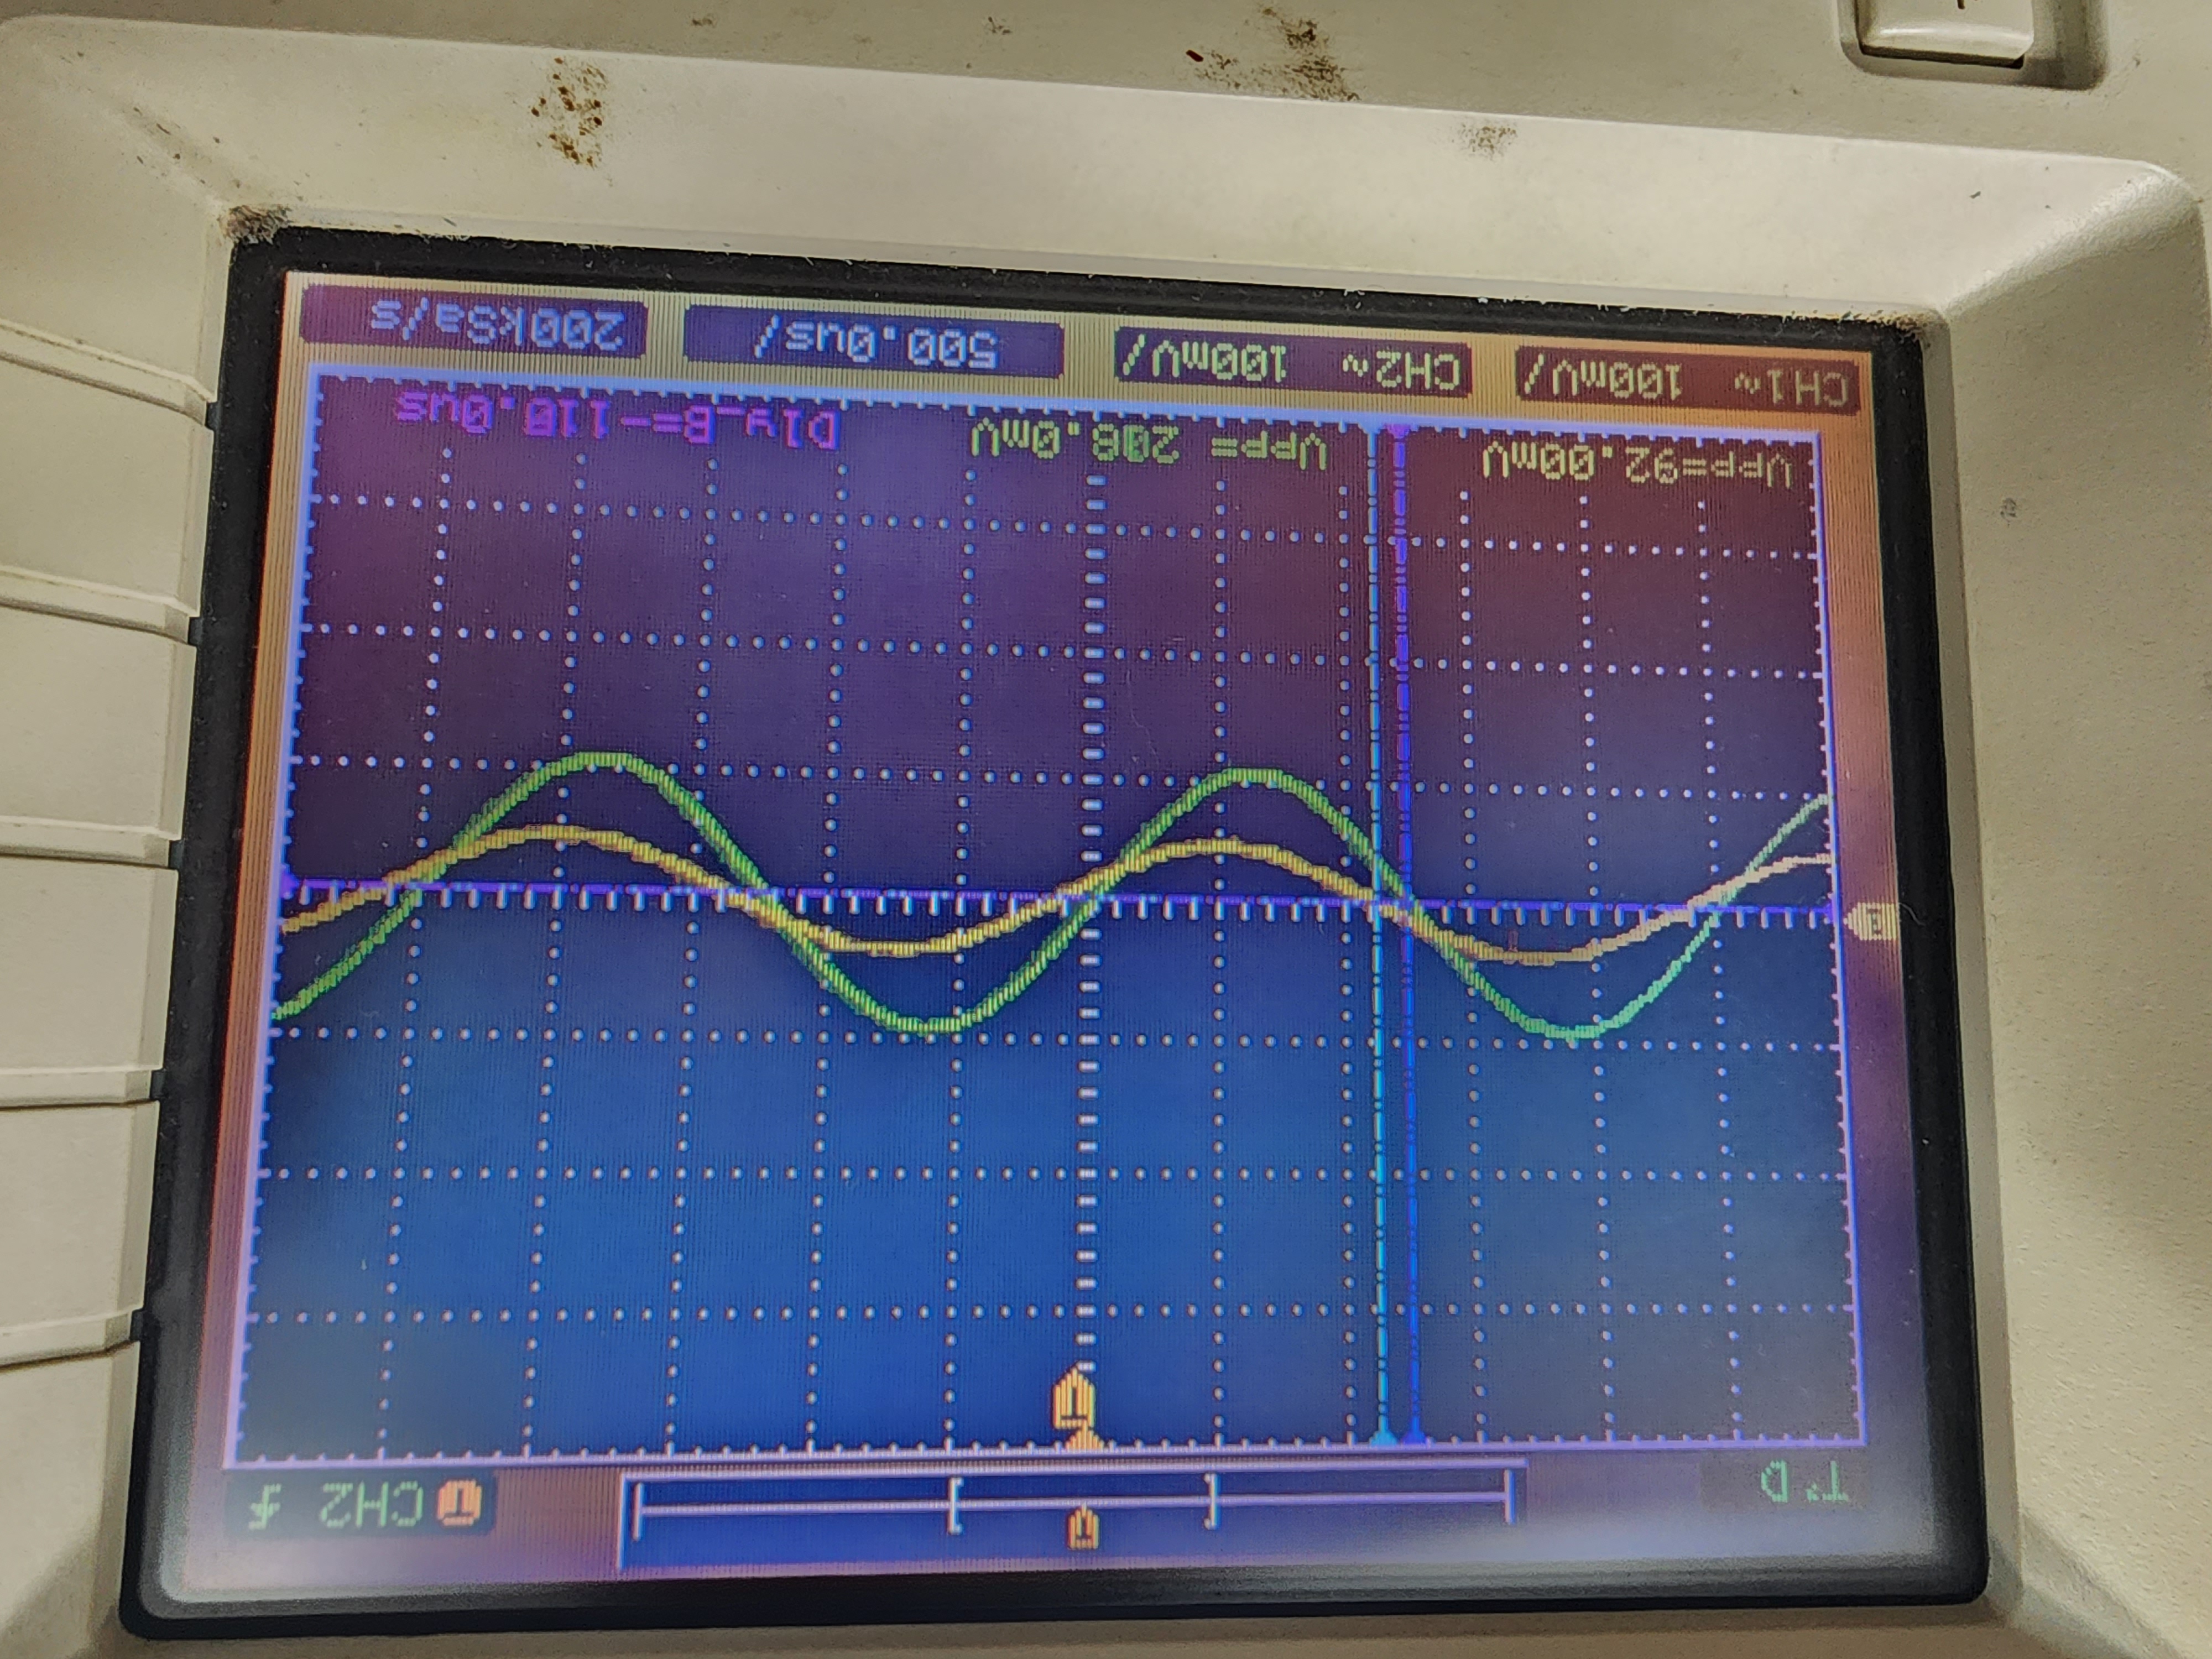 T'D
T
T CH2
T
Vpp=92.00mV
Vpp= 208.0mV
Dly_B=-110.0us
CH1~ 100mV/
CH2~ 100mV/
500.0us/
200kSa/s